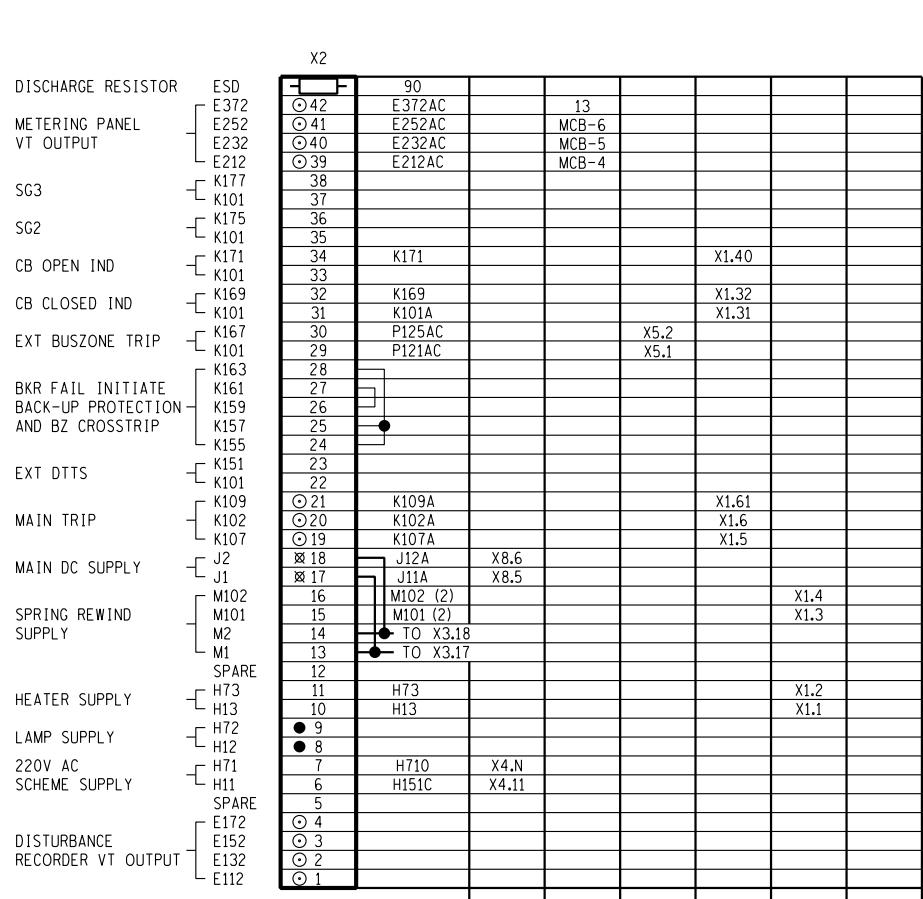 X2
DISCHARGE RESISTOR ESD 90
E372 42 E372AC 13
METERING PANEL E252 41 E252AC MCB-6
VT OUTPUT E232 40 E232AC MCB-5
E212 39 E212AC MCB-4
K177 38
SG3
K101 37
K175 36
SG2
K101 35
K171 34 K171 X1.40
CB OPEN IND
K101 33
K169 32 K169 X1.32
CB CLOSED IND
K101 31 K101A X1.31
K167 30 P125AC X5.2
EXT BUSZONE TRIP
K101 29 P121AC X5.1
K163 28
BKR FAIL INITIATE K161 27
BACK-UP PROTECTION K159 26
AND BZ CROSSTRIP K157 25
K155 24
K151 23
EXT DTTS
K101 22
K109 21 K109A X1.61
MAIN TRIP K102 20 K102A X1.6
K107 19 K107A X1.5
J2 18 J12A X8.6
MAIN DC SUPPLY
J1 17 J11A X8.5
M102 16 M102 (2) X1.4
SPRING REWIND M101 15 M101 (2) X1.3
SUPPLY M2 14 TO X3.18
M1 13 TO X3.17
SPARE 12
H73 11 H73 X1.2
HEATER SUPPLY
H13 10 H13 X1.1
H72 9
LAMP SUPPLY
H12 8
220V AC H71 7 H710 X4.N
SCHEME SUPPLY H11 6 H151C X4.11
SPARE 5
E172 4
DISTURBANCE E152 3
RECORDER VT OUTPUT E132 2
E112 1